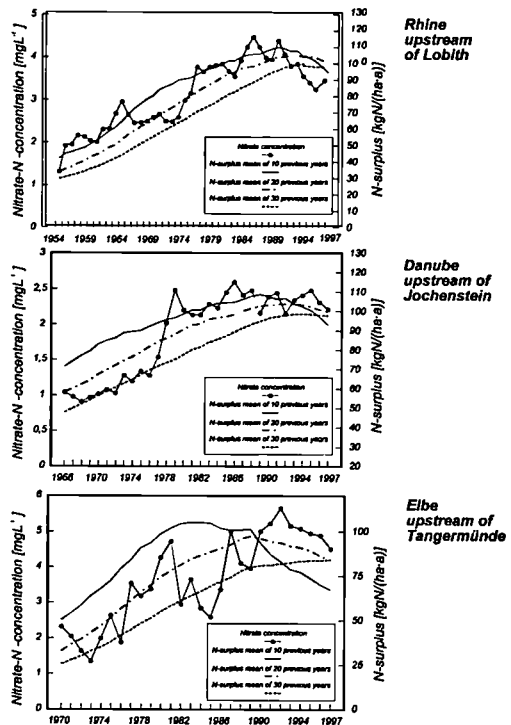 Rhine
upstream
of Lobith
Nitrate-N -concentration [mgL⁻¹]
5
4
3
2
1
0
N-surplus [kgN/(ha·a)]
130
120
110
10 0
90
80
70
60
50
40
30
20
10
0
Nitrate concentration
N-surplus mean of 10 previous years
N-surplus mean of 20 previous years
N-surplus mean of 30 previous years
1954 1959 1964 1969 1974 1979 1984 1989 1994 1997
Danube
upstream of
Jochenstein
Nitrate-N -concentration [mgL⁻¹]
2,5
2
1,5
1
0,5
0
N-surplus [kgN/(ha·a)]
130
120
110
100
90
80
70
60
50
40
30
20
Nitrate concentration
N-surplus mean of 10 previous years
N-surplus mean of 20 previous years
N-surplus mean of 30 previous years
1966 1970 1974 1978 1982 1986 1990 1994 1997
Elbe
upstream of
Tangermünde
Nitrate-N -concentration [mgL⁻¹]
6
5
4
3
2
1
0
N-surplus [kgN/(ha·a)]
100
75
50
25
0
Nitrate concentration
N-surplus mean of 10 previous years
N-surplus mean of 20 previous years
N-surplus mean of 30 previous years
1970 1974 1978 1982 1986 1990 1994 1997